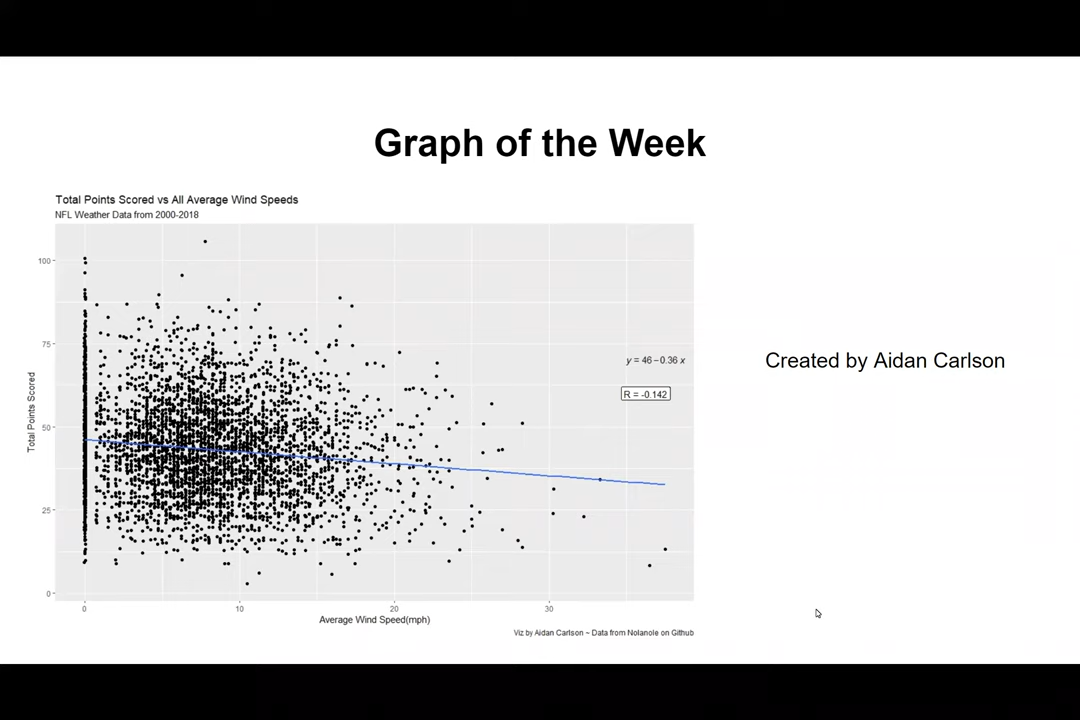 Graph of the Week
Total Points Scored vs All Average Wind Speeds
NFL Weather Data from 2000-2018
100
75
50
25
0
Total Points Scored
y = 46 − 0.36 x
R = -0.142
0 10 20 30
Average Wind Speed(mph)
Viz by Aidan Carlson ~ Data from Nolanole on Github
Created by Aidan Carlson